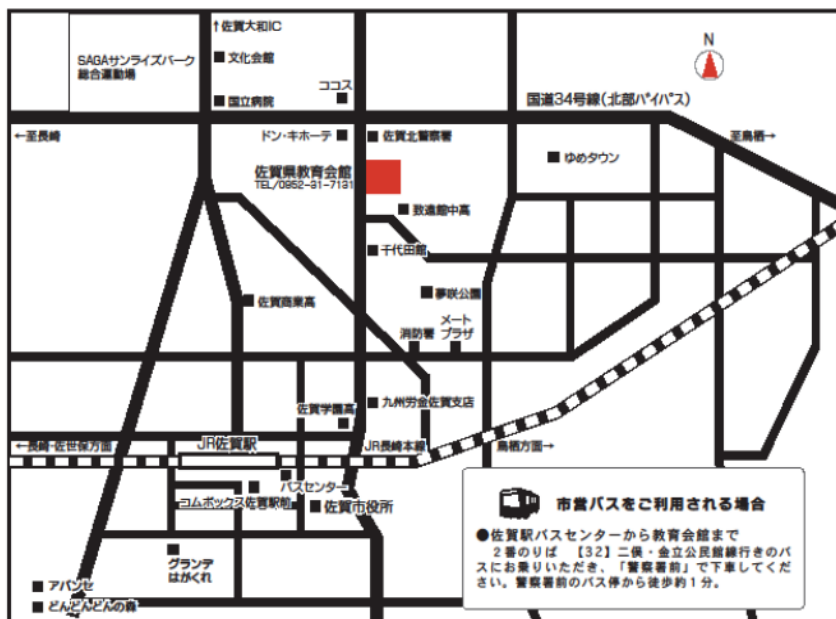 ↑佐賀大和IC
SAGAサンライズパーク
総合運動場
文化会館
ココス
国立病院
N
国道34号線(北部バイパス)
←至長崎
ドン・キホーテ
佐賀北警察署
至鳥栖→
ゆめタウン
佐賀県教育会館
TEL/0952-31-7131
致遠館中高
千代田館
夢咲公園
佐賀商業高
メート
プラザ
消防署
九州労金佐賀支店
佐賀学園高
←長崎・佐世保方面
JR佐賀駅
JR長崎本線
鳥栖方面→
バスセンター
コムボックス佐賀駅前
佐賀市役所
グランデ
はがくれ
アバンセ
どんどんどんの森
市営バスをご利用される場合
●佐賀駅バスセンターから教育会館まで
2番のりば 【32】二俣・金立公民館線行きのバ
スにお乗りいただき、「警察署前」で下車してくだ
さい。警察署前のバス停から徒歩約1分。